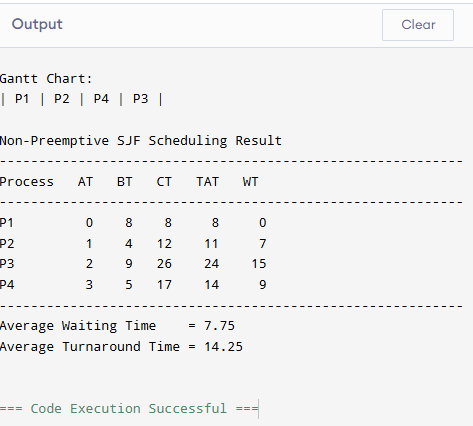 Output Clear
Gantt Chart:
| P1 | P2 | P4 | P3 |
Non-Preemptive SJF Scheduling Result
------------------------------------------------------------
Process AT BT CT TAT WT
------------------------------------------------------------
P1 0 8 8 8 0
P2 1 4 12 11 7
P3 2 9 26 24 15
P4 3 5 17 14 9
------------------------------------------------------------
Average Waiting Time = 7.75
Average Turnaround Time = 14.25
=== Code Execution Successful ===